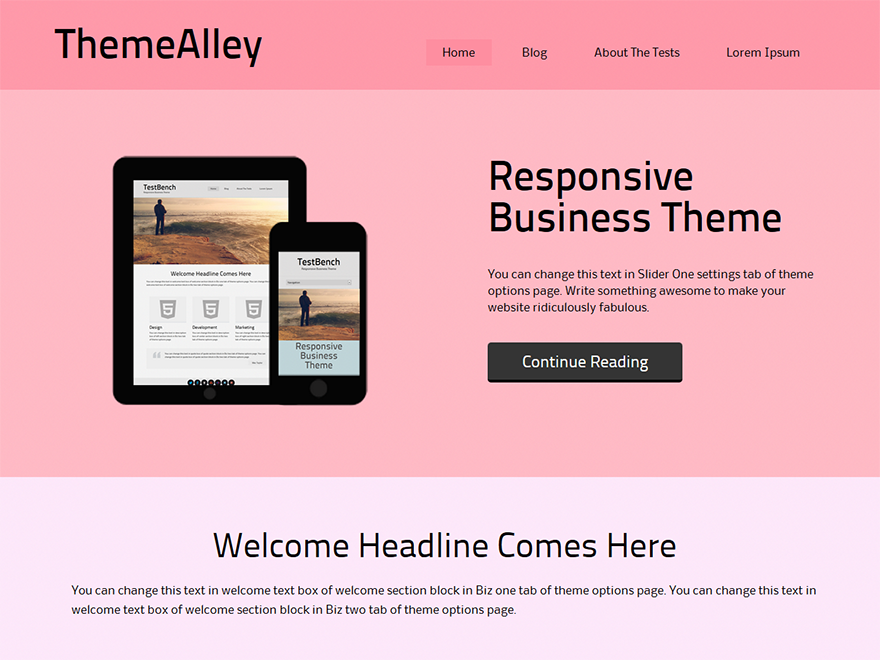 ThemeAlley
Home
Blog
About The Tests
Lorem Ipsum
TestBench
Responsive Business Theme
Welcome Headline Comes Here
Design
Development
Marketing
TestBench
Responsive Business Theme
Navigation
Responsive
Business
Theme
Responsive
Business Theme
You can change this text in Slider One settings tab of theme
options page. Write something awesome to make your
website ridiculously fabulous.
Continue Reading
Welcome Headline Comes Here
You can change this text in welcome text box of welcome section block in Biz one tab of theme options page. You can change this text in
welcome text box of welcome section block in Biz two tab of theme options page.